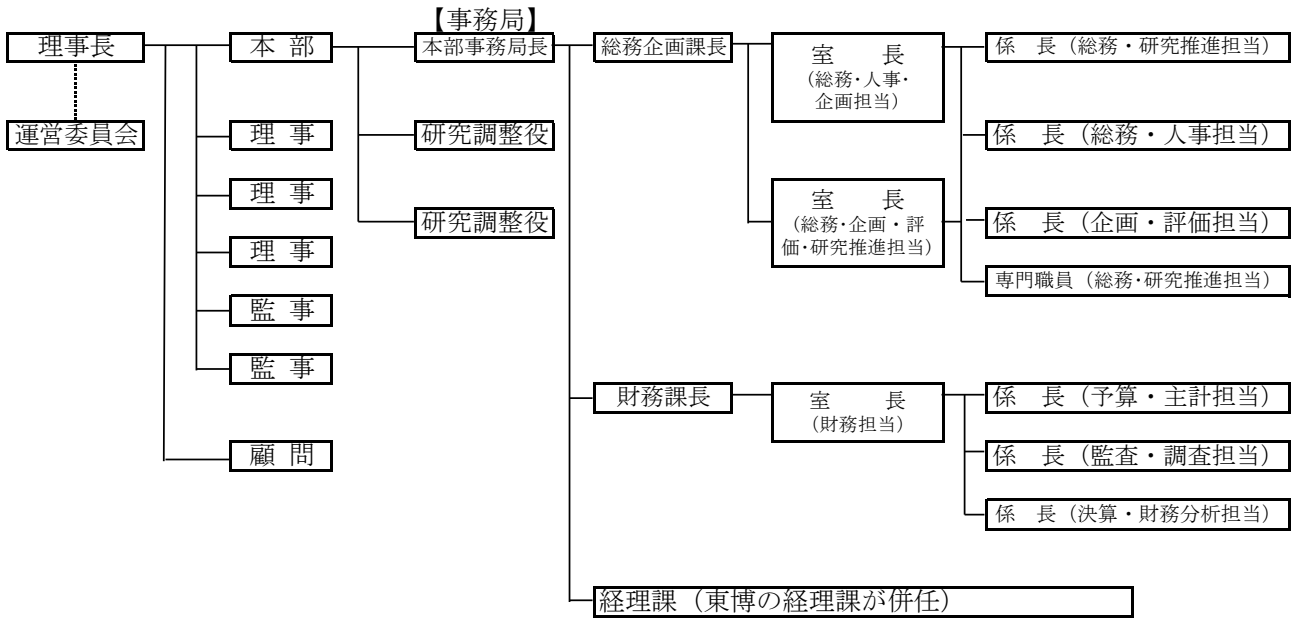 【事務局】
理事長
本 部
本部事務局長
総務企画課長
室　　長
（総務・人事・
企画担当）
係　長（総務・研究推進担当）
運営委員会
理 事
研究調整役
係　長（総務・人事担当）
理 事
研究調整役
室　　長
（総務・企画・評
価・研究推進担当）
係　長（企画・評価担当）
理 事
専門職員（総務・研究推進担当）
監 事
監 事
財務課長
室　　長
（財務担当）
係　長（予算・主計担当）
顧 問
係　長（監査・調査担当）
係　長（決算・財務分析担当）
経理課（東博の経理課が併任）